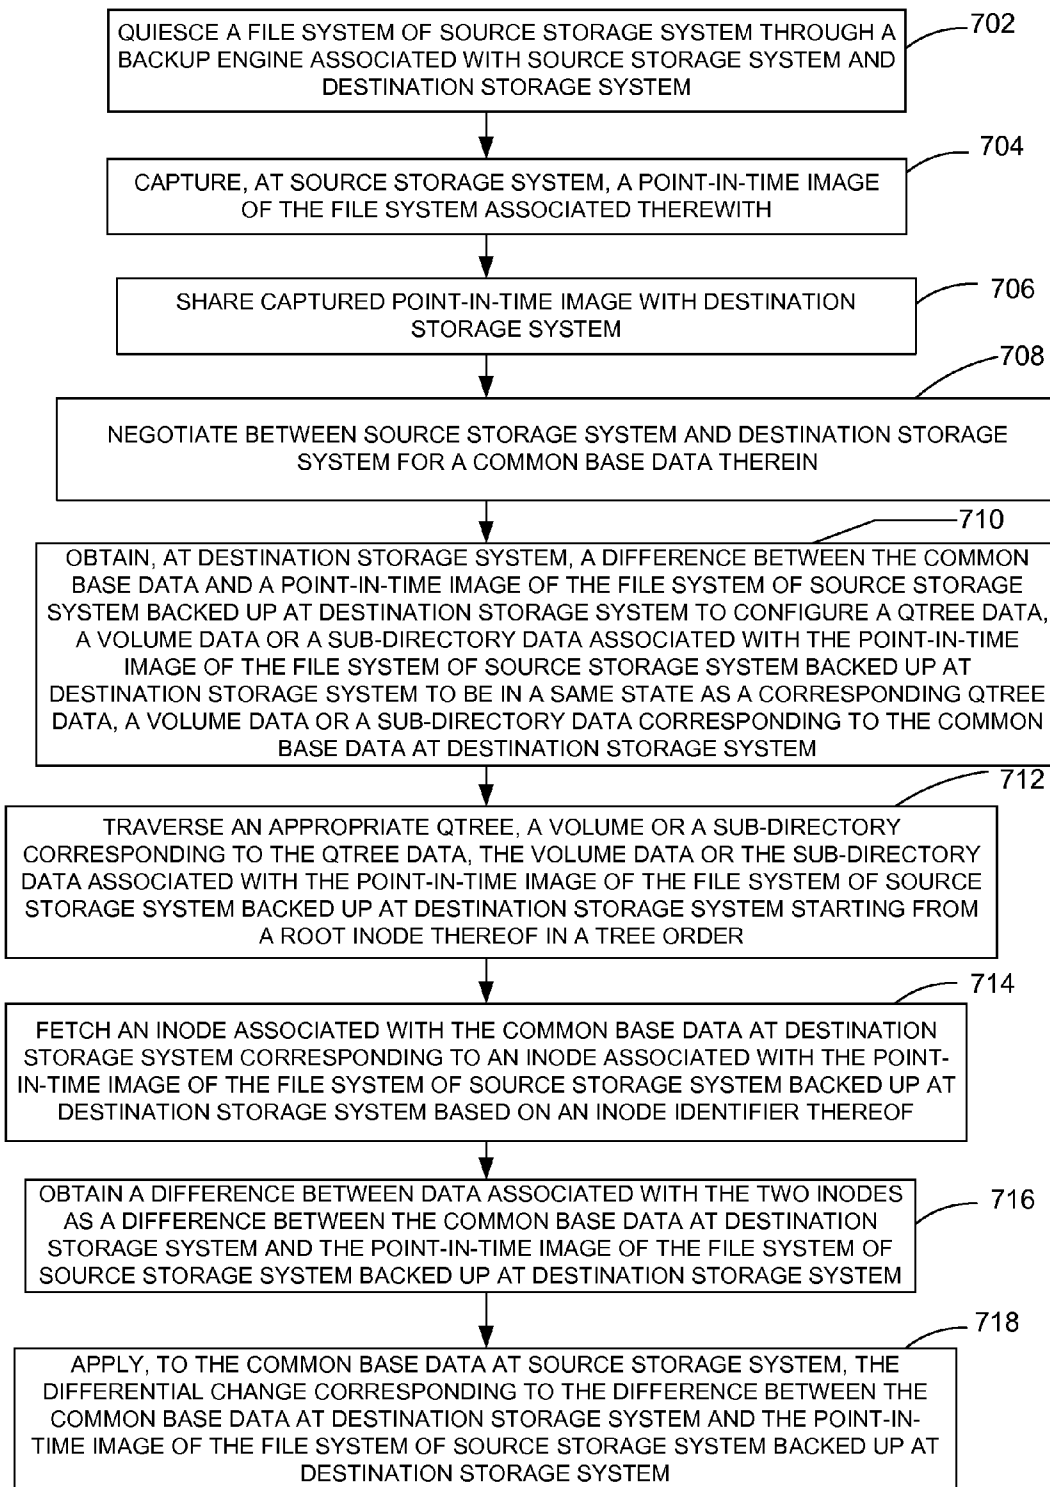 QUIESCE A FILE SYSTEM OF SOURCE STORAGE SYSTEM THROUGH A
BACKUP ENGINE ASSOCIATED WITH SOURCE STORAGE SYSTEM AND
DESTINATION STORAGE SYSTEM
702
CAPTURE, AT SOURCE STORAGE SYSTEM, A POINT-IN-TIME IMAGE
OF THE FILE SYSTEM ASSOCIATED THEREWITH
704
SHARE CAPTURED POINT-IN-TIME IMAGE WITH DESTINATION
STORAGE SYSTEM
706
NEGOTIATE BETWEEN SOURCE STORAGE SYSTEM AND DESTINATION STORAGE
SYSTEM FOR A COMMON BASE DATA THEREIN
708
OBTAIN, AT DESTINATION STORAGE SYSTEM, A DIFFERENCE BETWEEN THE COMMON
BASE DATA AND A POINT-IN-TIME IMAGE OF THE FILE SYSTEM OF SOURCE STORAGE
SYSTEM BACKED UP AT DESTINATION STORAGE SYSTEM TO CONFIGURE A QTREE DATA,
A VOLUME DATA OR A SUB-DIRECTORY DATA ASSOCIATED WITH THE POINT-IN-TIME
IMAGE OF THE FILE SYSTEM OF SOURCE STORAGE SYSTEM BACKED UP AT
DESTINATION STORAGE SYSTEM TO BE IN A SAME STATE AS A CORRESPONDING QTREE
DATA, A VOLUME DATA OR A SUB-DIRECTORY DATA CORRESPONDING TO THE COMMON
BASE DATA AT DESTINATION STORAGE SYSTEM
710
TRAVERSE AN APPROPRIATE QTREE, A VOLUME OR A SUB-DIRECTORY
CORRESPONDING TO THE QTREE DATA, THE VOLUME DATA OR THE SUB-DIRECTORY
DATA ASSOCIATED WITH THE POINT-IN-TIME IMAGE OF THE FILE SYSTEM OF SOURCE
STORAGE SYSTEM BACKED UP AT DESTINATION STORAGE SYSTEM STARTING FROM
A ROOT INODE THEREOF IN A TREE ORDER
712
FETCH AN INODE ASSOCIATED WITH THE COMMON BASE DATA AT DESTINATION
STORAGE SYSTEM CORRESPONDING TO AN INODE ASSOCIATED WITH THE POINT-
IN-TIME IMAGE OF THE FILE SYSTEM OF SOURCE STORAGE SYSTEM BACKED UP AT
DESTINATION STORAGE SYSTEM BASED ON AN INODE IDENTIFIER THEREOF
714
OBTAIN A DIFFERENCE BETWEEN DATA ASSOCIATED WITH THE TWO INODES
AS A DIFFERENCE BETWEEN THE COMMON BASE DATA AT DESTINATION
STORAGE SYSTEM AND THE POINT-IN-TIME IMAGE OF THE FILE SYSTEM OF
SOURCE STORAGE SYSTEM BACKED UP AT DESTINATION STORAGE SYSTEM
716
APPLY, TO THE COMMON BASE DATA AT SOURCE STORAGE SYSTEM, THE
DIFFERENTIAL CHANGE CORRESPONDING TO THE DIFFERENCE BETWEEN THE
COMMON BASE DATA AT DESTINATION STORAGE SYSTEM AND THE POINT-IN-
TIME IMAGE OF THE FILE SYSTEM OF SOURCE STORAGE SYSTEM BACKED UP AT
DESTINATION STORAGE SYSTEM
718